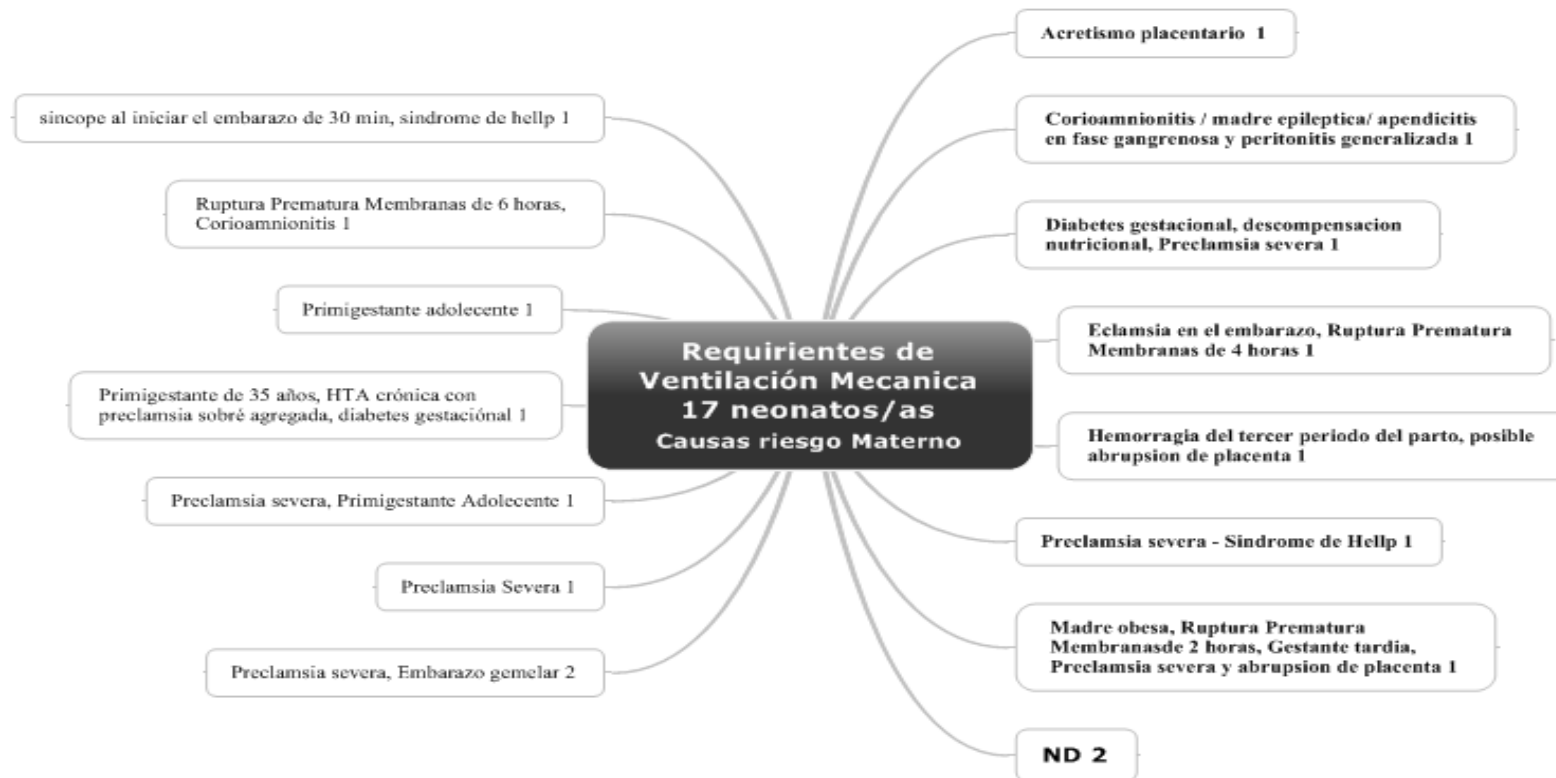 Requirientes de
Ventilación Mecanica
17 neonatos/as
Causas riesgo Materno
Acretismo placentario 1
Corioamnionitis / madre epileptica/ apendicitis
en fase gangrenosa y peritonitis generalizada 1
Diabetes gestacional, descompensacion
nutricional, Preclamsia severa 1
Eclamsia en el embarazo, Ruptura Prematura
Membranas de 4 horas 1
Hemorragia del tercer periodo del parto, posible
abrupsion de placenta 1
Preclamsia severa - Sindrome de Hellp 1
Madre obesa, Ruptura Prematura
Membranasde 2 horas, Gestante tardia,
Preclamsia severa y abrupsion de placenta 1
ND 2
sincope al iniciar el embarazo de 30 min, sindrome de hellp 1
Ruptura Prematura Membranas de 6 horas,
Corioamnionitis 1
Primigestante adolecente 1
Primigestante de 35 años, HTA crónica con
preclamsia sobré agregada, diabetes gestaciónal 1
Preclamsia severa, Primigestante Adolecente 1
Preclamsia Severa 1
Preclamsia severa, Embarazo gemelar 2